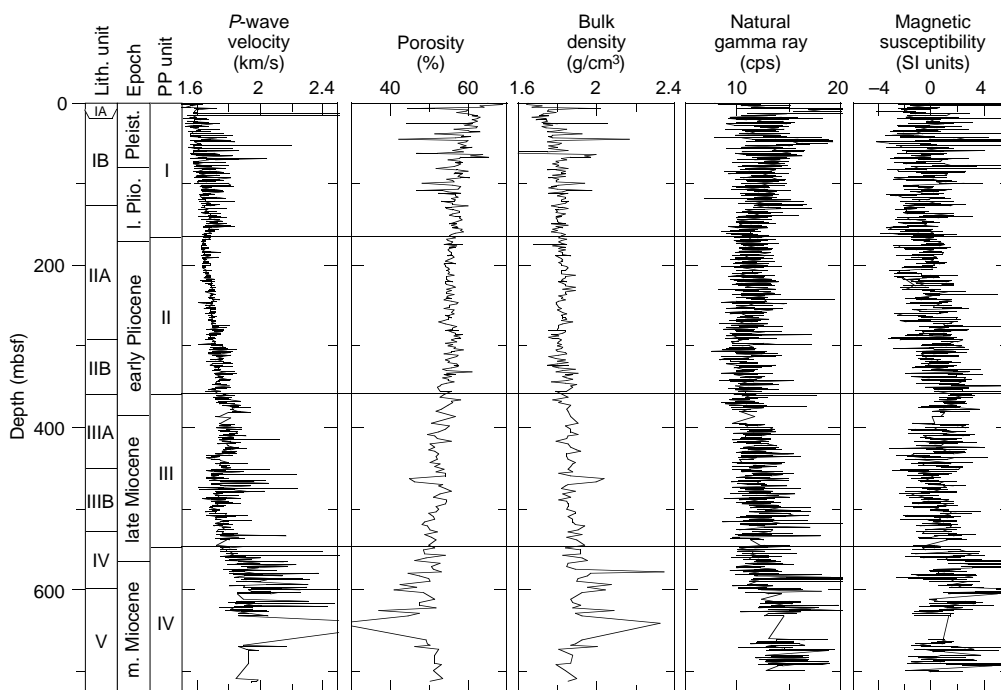 Lith. unit
Epoch
PP unit
P-wave
velocity
(km/s)
Porosity
(%)
Bulk
density
(g/cm³)
Natural
gamma ray
(cps)
Magnetic
susceptibility
(SI units)
1.6 2 2.4
40 60
1.6 2 2.4
10 20
–4 0 4
Depth (mbsf)
0
200
400
600
IA
IB
IIA
IIB
IIIA
IIIB
IV
V
Pleist.
l. Plio.
early Pliocene
late Miocene
m. Miocene
I
II
III
IV